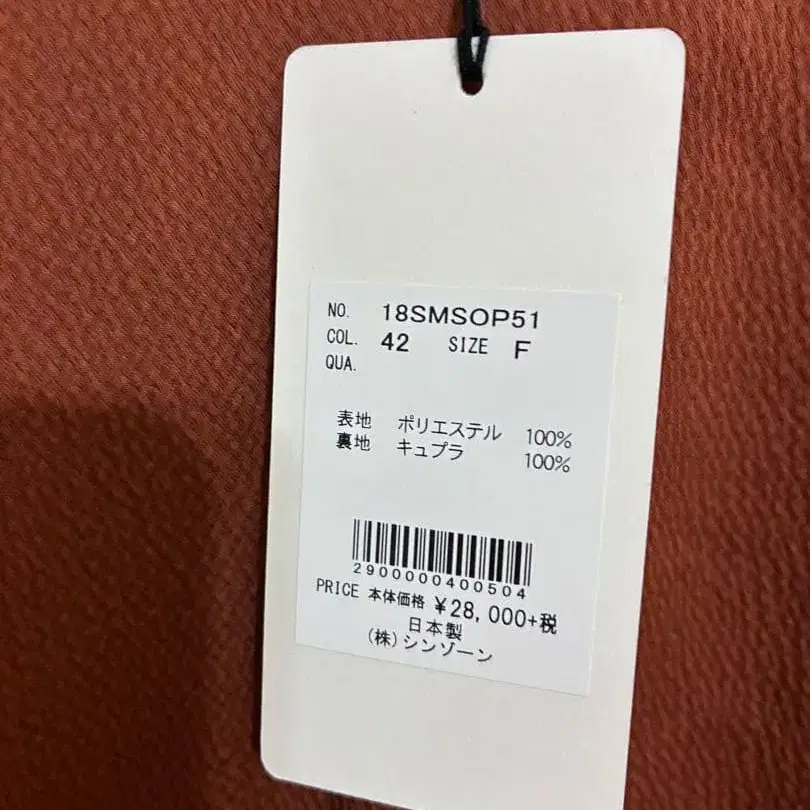 NO. 18SMSOP51
COL. 42 SIZE F
QUA.
表地 ポリエステル 100%
裏地 キュプラ 100%
2900000400504
PRICE 本体価格 ¥28,000+税
日本製
(株)シンゾーン